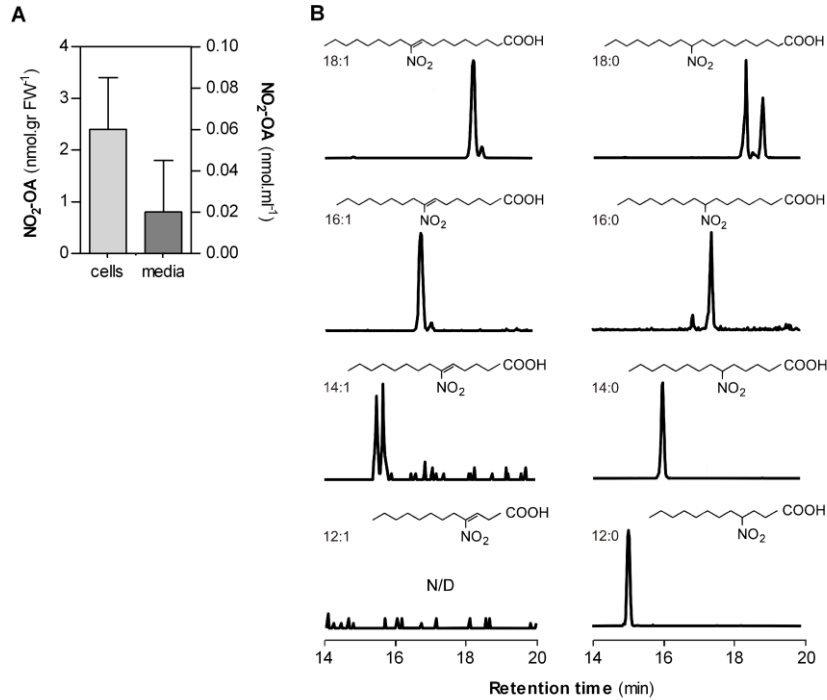 A
NO₂-OA (nmol.gr FW⁻¹)
4
3
2
1
0
0.10
0.08
0.06
0.04
0.02
0.00
NO₂-OA (nmol.ml⁻¹)
cells media
B
COOH
NO₂
18:1
COOH
NO₂
18:0
COOH
NO₂
16:1
COOH
NO₂
16:0
COOH
NO₂
14:1
COOH
NO₂
14:0
COOH
NO₂
12:1
N/D
COOH
NO₂
12:0
14 16 18 20
14 16 18 20
Retention time (min)